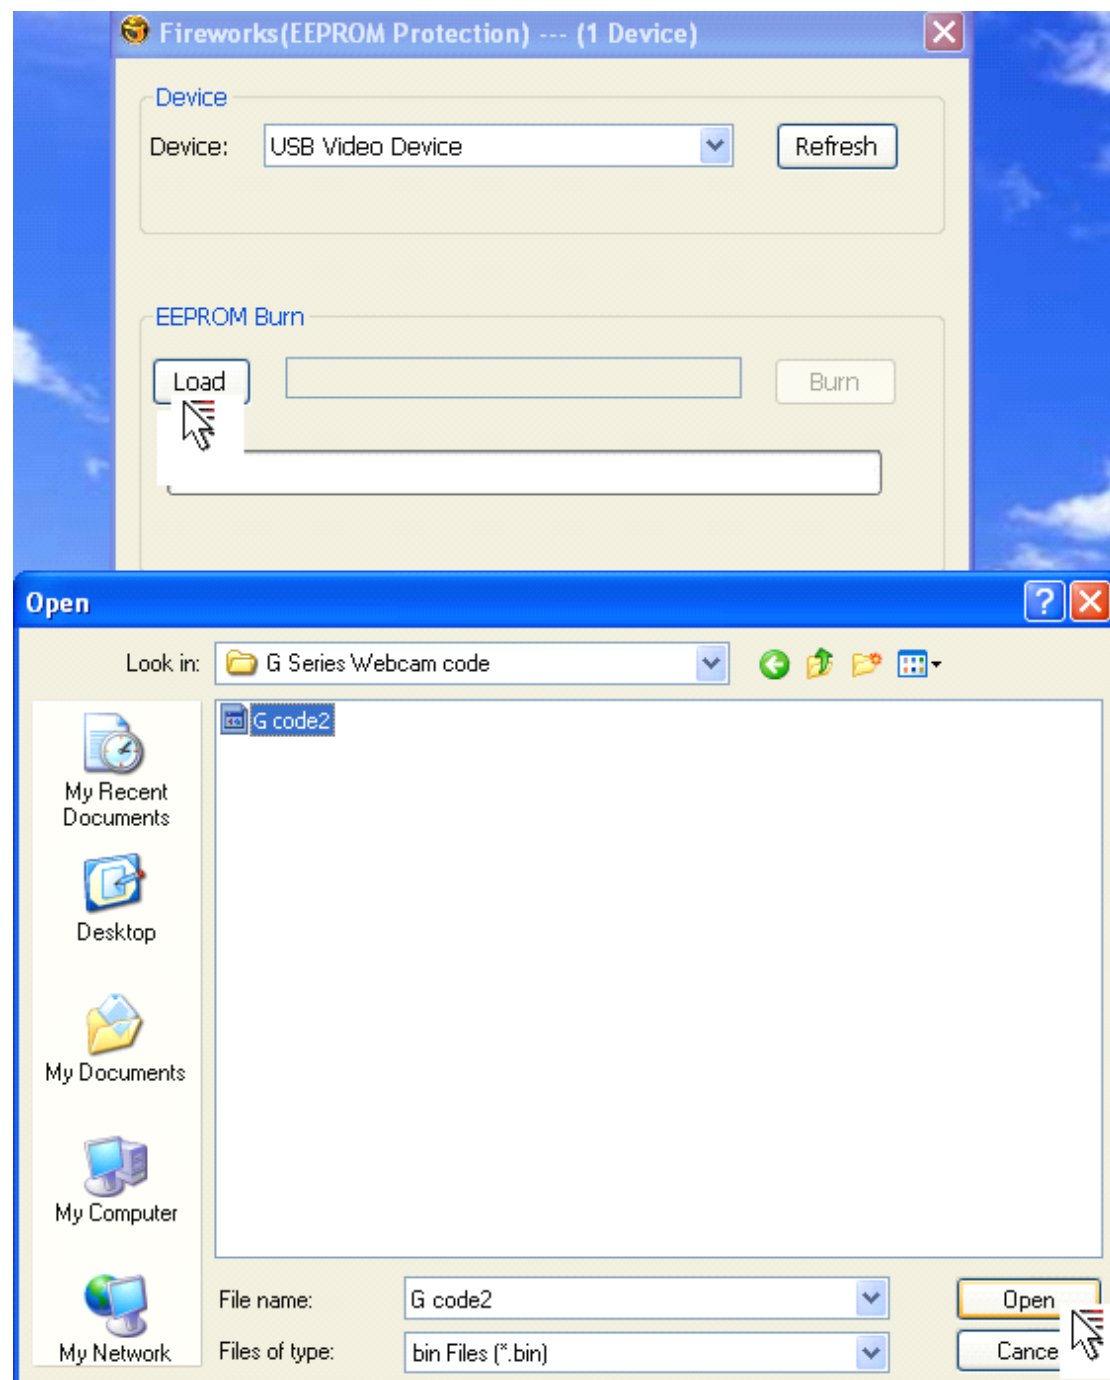 Fireworks(EEPROM Protection) --- (1 Device)
Device
Device: USB Video Device Refresh
EEPROM Burn
Load Burn
Open
Look in: G Series Webcam code
G code2
My Recent
Documents
Desktop
My Documents
My Computer
My Network
File name: G code2 Open
Files of type: bin Files (*.bin) Cance